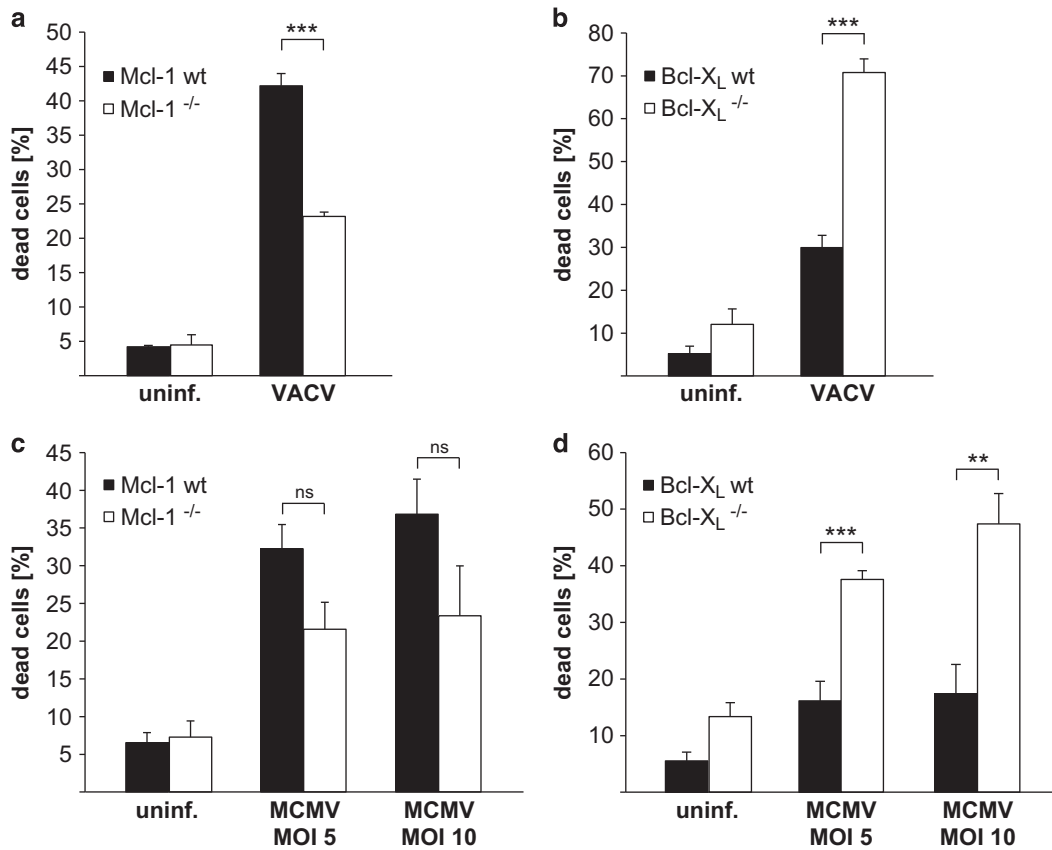 a
50
45
40
35
30
25
20
15
10
5
dead cells [%]
Mcl-1 wt
Mcl-1 -/-
***
uninf.
VACV
b
80
70
60
50
40
30
20
10
dead cells [%]
Bcl-XL wt
Bcl-XL -/-
***
uninf.
VACV
c
45
40
35
30
25
20
15
10
5
dead cells [%]
Mcl-1 wt
Mcl-1 -/-
ns
ns
uninf.
MCMV
MOI 5
MCMV
MOI 10
d
60
50
40
30
20
10
dead cells [%]
Bcl-XL wt
Bcl-XL -/-
***
**
uninf.
MCMV
MOI 5
MCMV
MOI 10